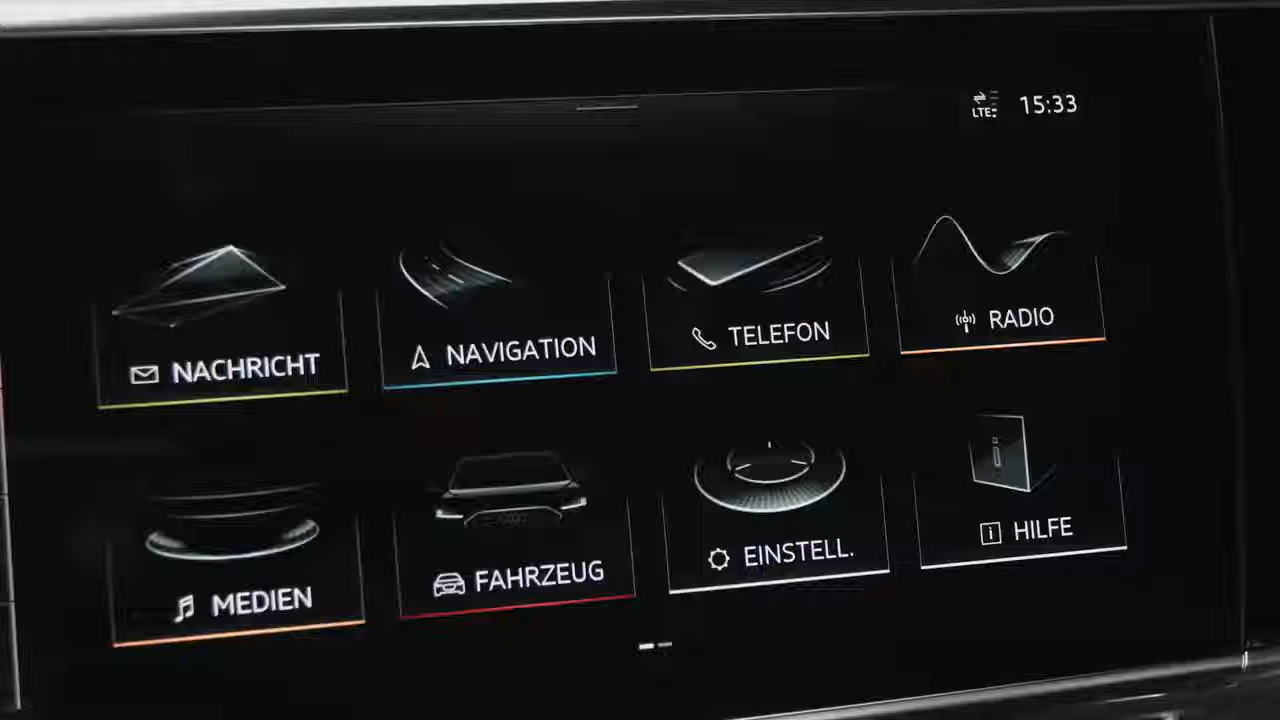 LTE 15:33
NACHRICHT
NAVIGATION
TELEFON
RADIO
MEDIEN
FAHRZEUG
EINSTELL.
i
HILFE